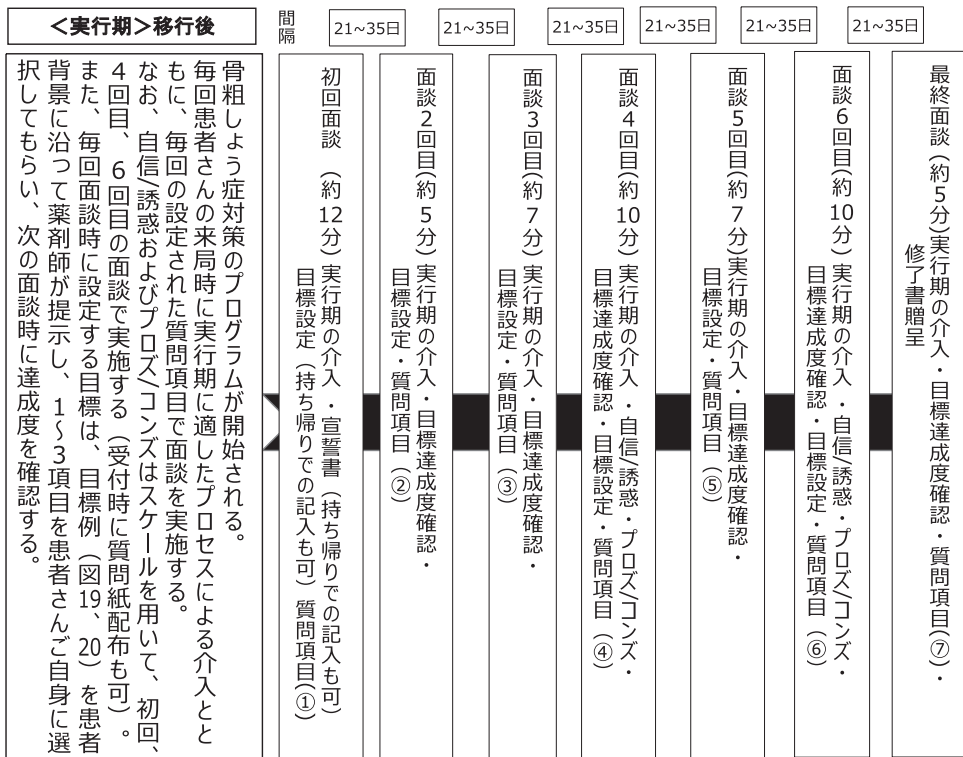 ＜実行期＞移行後
骨粗しょう症対策のプログラムが開始される。
毎回患者さんの来局時に実行期に適したプロセスによる介入とと
もに、毎回の設定された質問項目で面談を実施する。
なお、自信/誘惑およびプロズ/コンズはスケールを用いて、初回、
4回目、6回目の面談で実施する（受付時に質問紙配布も可）。
また、毎回面談時に設定する目標は、目標例（図19、20）を患者
背景に沿って薬剤師が提示し、1～3項目を患者さんご自身に選
択してもらい、次の面談時に達成度を確認する。
間隔
21~35日
21~35日
21~35日
21~35日
21~35日
21~35日
初回面談（約12分）実行期の介入・宣誓書（持ち帰りでの記入も可）
目標設定（持ち帰りでの記入も可）質問項目(①)
面談2回目(約5分)実行期の介入・目標達成度確認・
目標設定・質問項目（②）
面談3回目(約7分)実行期の介入・目標達成度確認・
目標設定・質問項目（③）
面談4回目(約10分)実行期の介入・自信/誘惑・プロズ/コンズ・
目標達成度確認・目標設定・質問項目（④）
面談5回目(約7分)実行期の介入・目標達成度確認・
目標設定・質問項目（⑤）
面談6回目(約10分)実行期の介入・自信/誘惑・プロズ/コンズ・
目標達成度確認・目標設定・質問項目（⑥）
最終面談（約5分)実行期の介入・目標達成度確認・質問項目(⑦)・
修了書贈呈